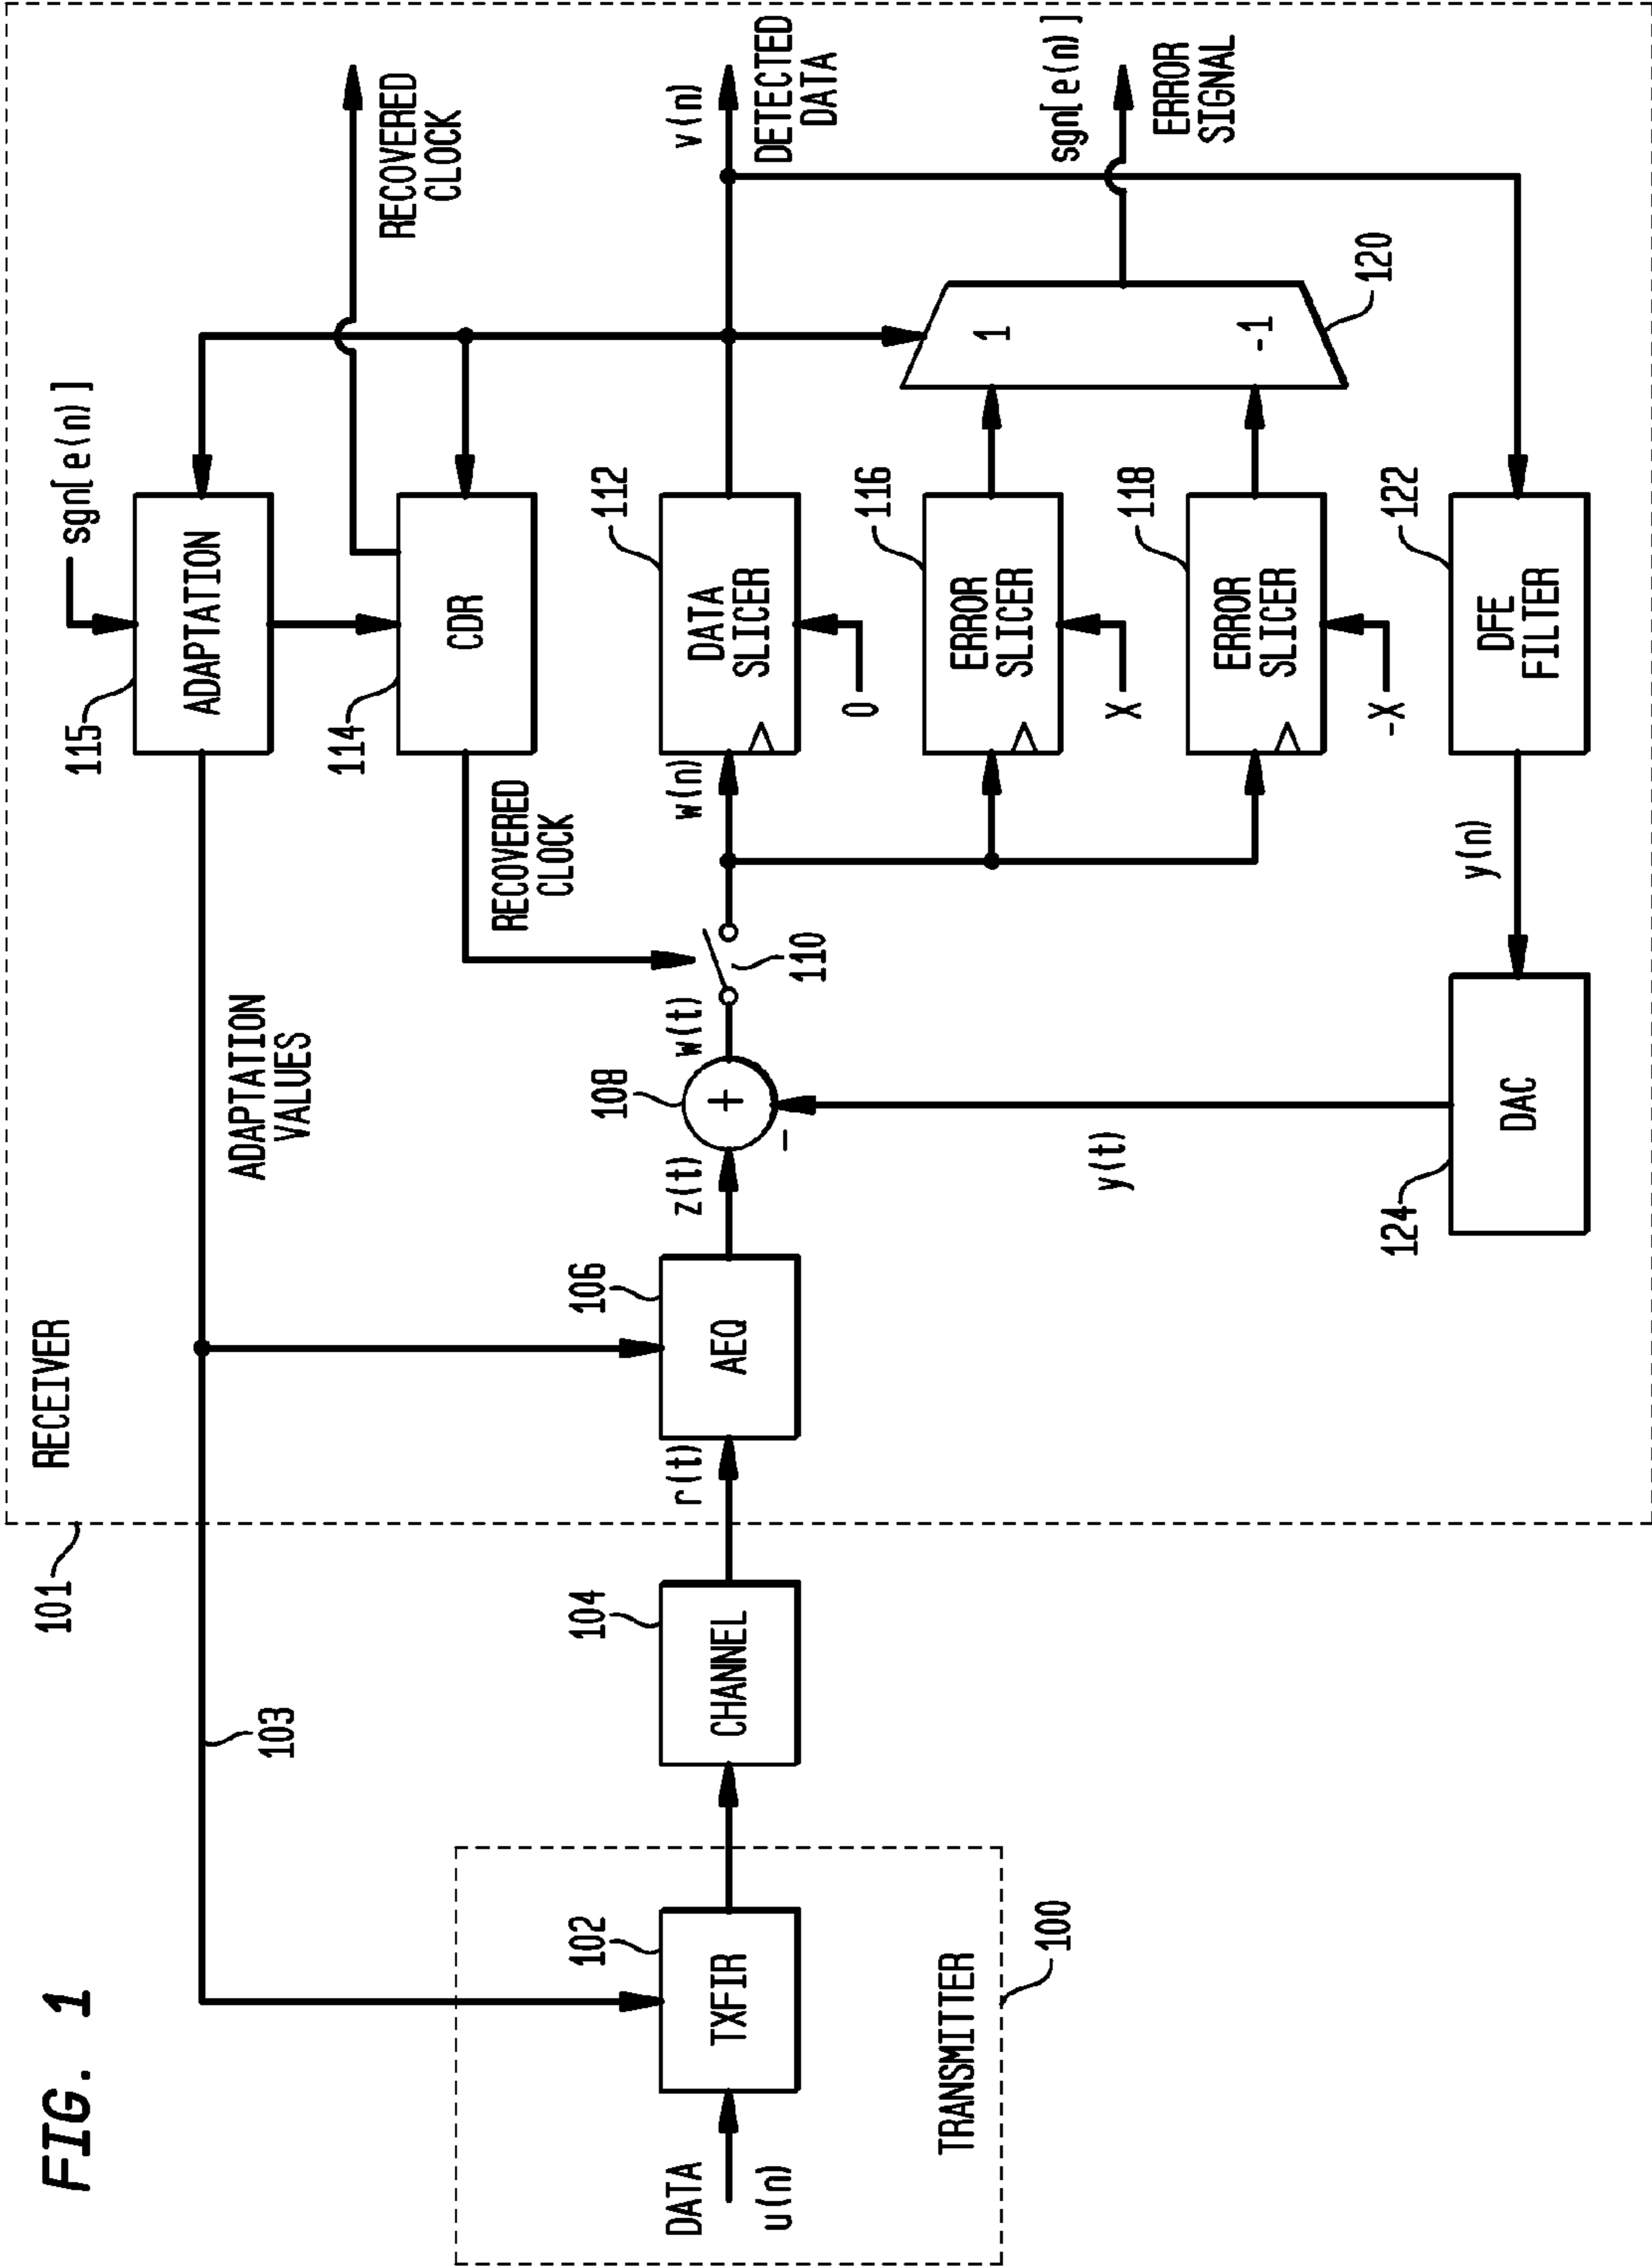 FIG. 1
101
RECEIVER
115
ADAPTATION
sgn[e(n)]
RECOVERED
CLOCK
103
ADAPTATION
VALUES
114
CDR
RECOVERED
CLOCK
DATA
u(n)
102
TXFIR
TRANSMITTER
100
104
CHANNEL
r(t)
106
AEQ
z(t)
108
+
-
w(t)
110
w(n)
112
DATA
SLICER
0
v(n)
DETECTED
DATA
116
ERROR
SLICER
X
118
ERROR
SLICER
-X
1
-1
120
sgn[e(n)]
ERROR
SIGNAL
122
DFE
FILTER
y(n)
124
DAC
y(t)